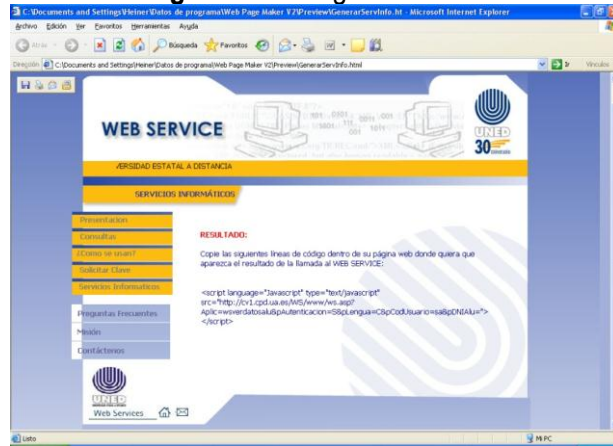 C:\Documents and Settings\Heiner\Datos de programa\Web Page Maker V2\Preview\GenerarServInfo.ht - Microsoft Internet Explorer
Archivo Edición Ver Favoritos Herramientas Ayuda
Atrás Búsqueda Favoritos
Dirección C:\Documents and Settings\Heiner\Datos de programa\Web Page Maker V2\Preview\GenerarServInfo.html Ir Vínculos
WEB SERVICE
UNED
30
VERSIDAD ESTATAL A DISTANCIA
SERVICIOS INFORMÁTICOS
Presentacion
Consultas
¿Como se usan?
Solicitar Clave
Servicios Informaticos
Preguntas Frecuentes
Misión
Contáctenos
RESULTADO:
Copie las siguientes lineas de código dentro de su página web donde quiera que
aparezca el resultado de la llamada al WEB SERVICE:
<script language="Javascript" type="text/javascript"
src="http://cv1.cpd.ua.es/WS/www/ws.asp?
Aplic=wsverdatosalu&pAutenticacion=S&pLengua=C&pCodUsuario=sa&pDNIAlu=">
</script>
UNED
Web Services
Listo
Mi PC